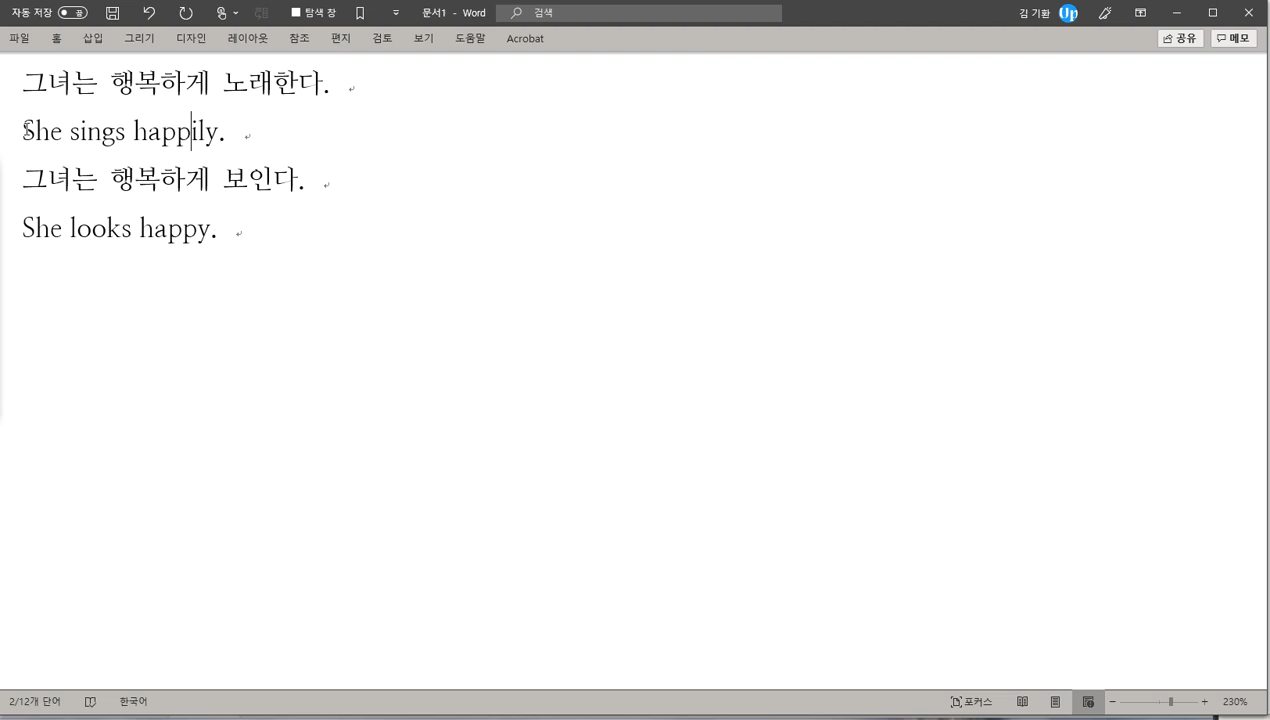 자동 저장 끔 탐색 창 문서1 - Word 검색 김 기환 Up
파일 홈 삽입 그리기 디자인 레이아웃 참조 편지 검토 보기 도움말 Acrobat 공유 메모
그녀는 행복하게 노래한다.
She sings happily.
그녀는 행복하게 보인다.
She looks happy.
2/12개 단어 한국어 포커스 230%